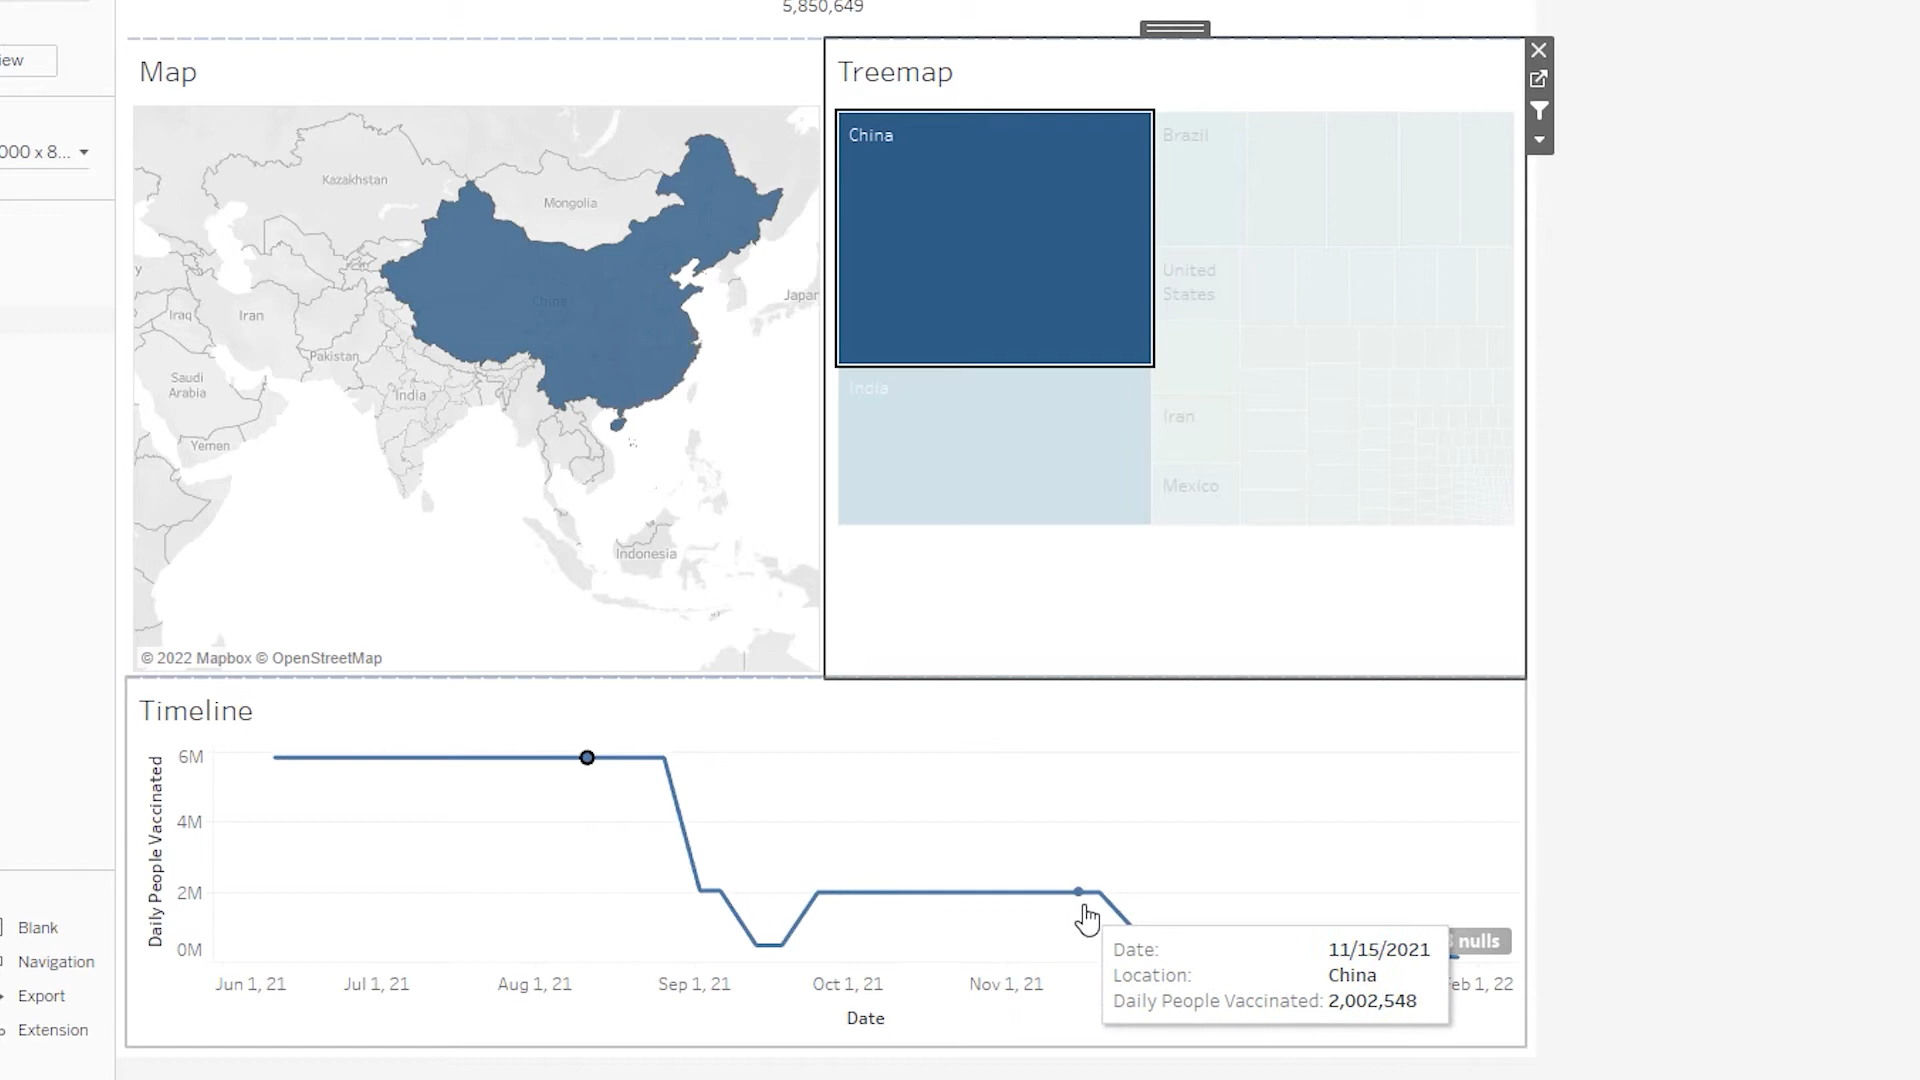 5,850,649
iew
000 x 8...
Map
Kazakhstan
Mongolia
China
Japar
Iraq
Iran
Pakistan
Saudi
Arabia
India
Yemen
Indonesia
© 2022 Mapbox © OpenStreetMap
Treemap
China
Brazil
United
States
India
Iran
Mexico
Timeline
Daily People Vaccinated
6M
4M
2M
0M
Jun 1, 21
Jul 1, 21
Aug 1, 21
Sep 1, 21
Oct 1, 21
Nov 1, 21
eb 1, 22
Date
nulls
Date: 11/15/2021
Location: China
Daily People Vaccinated: 2,002,548
Blank
Navigation
Export
Extension